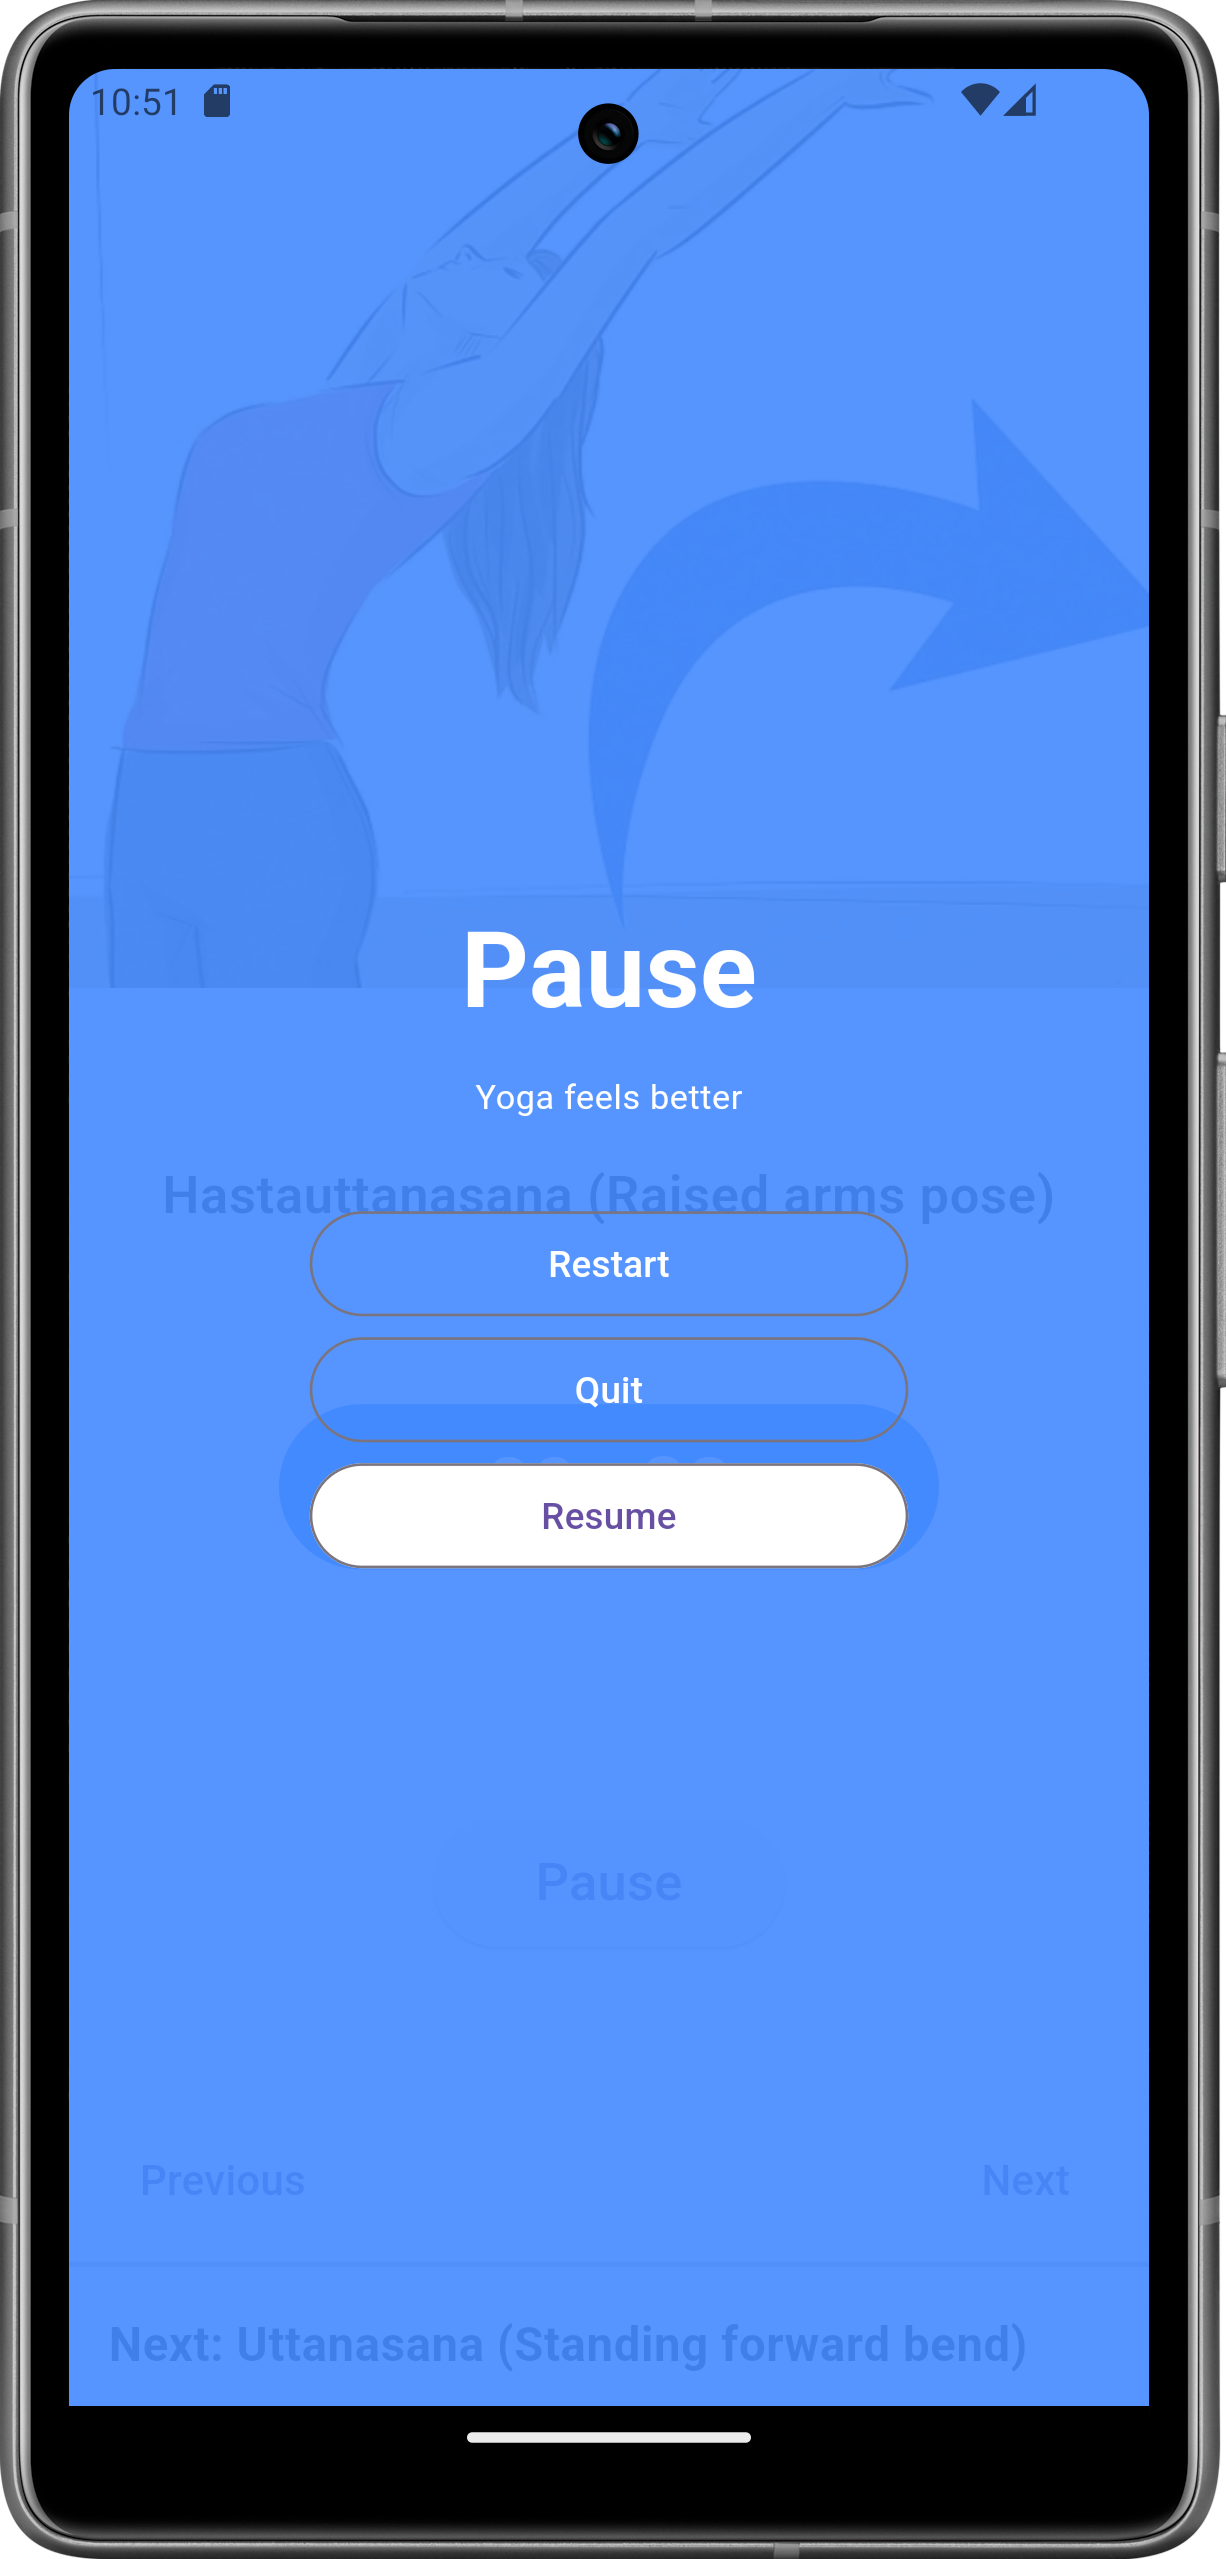 10:51
Pause
Yoga feels better
Hastauttanasana (Raised arms pose)
Restart
Quit
Resume
Pause
Previous
Next
Next: Uttanasana (Standing forward bend)